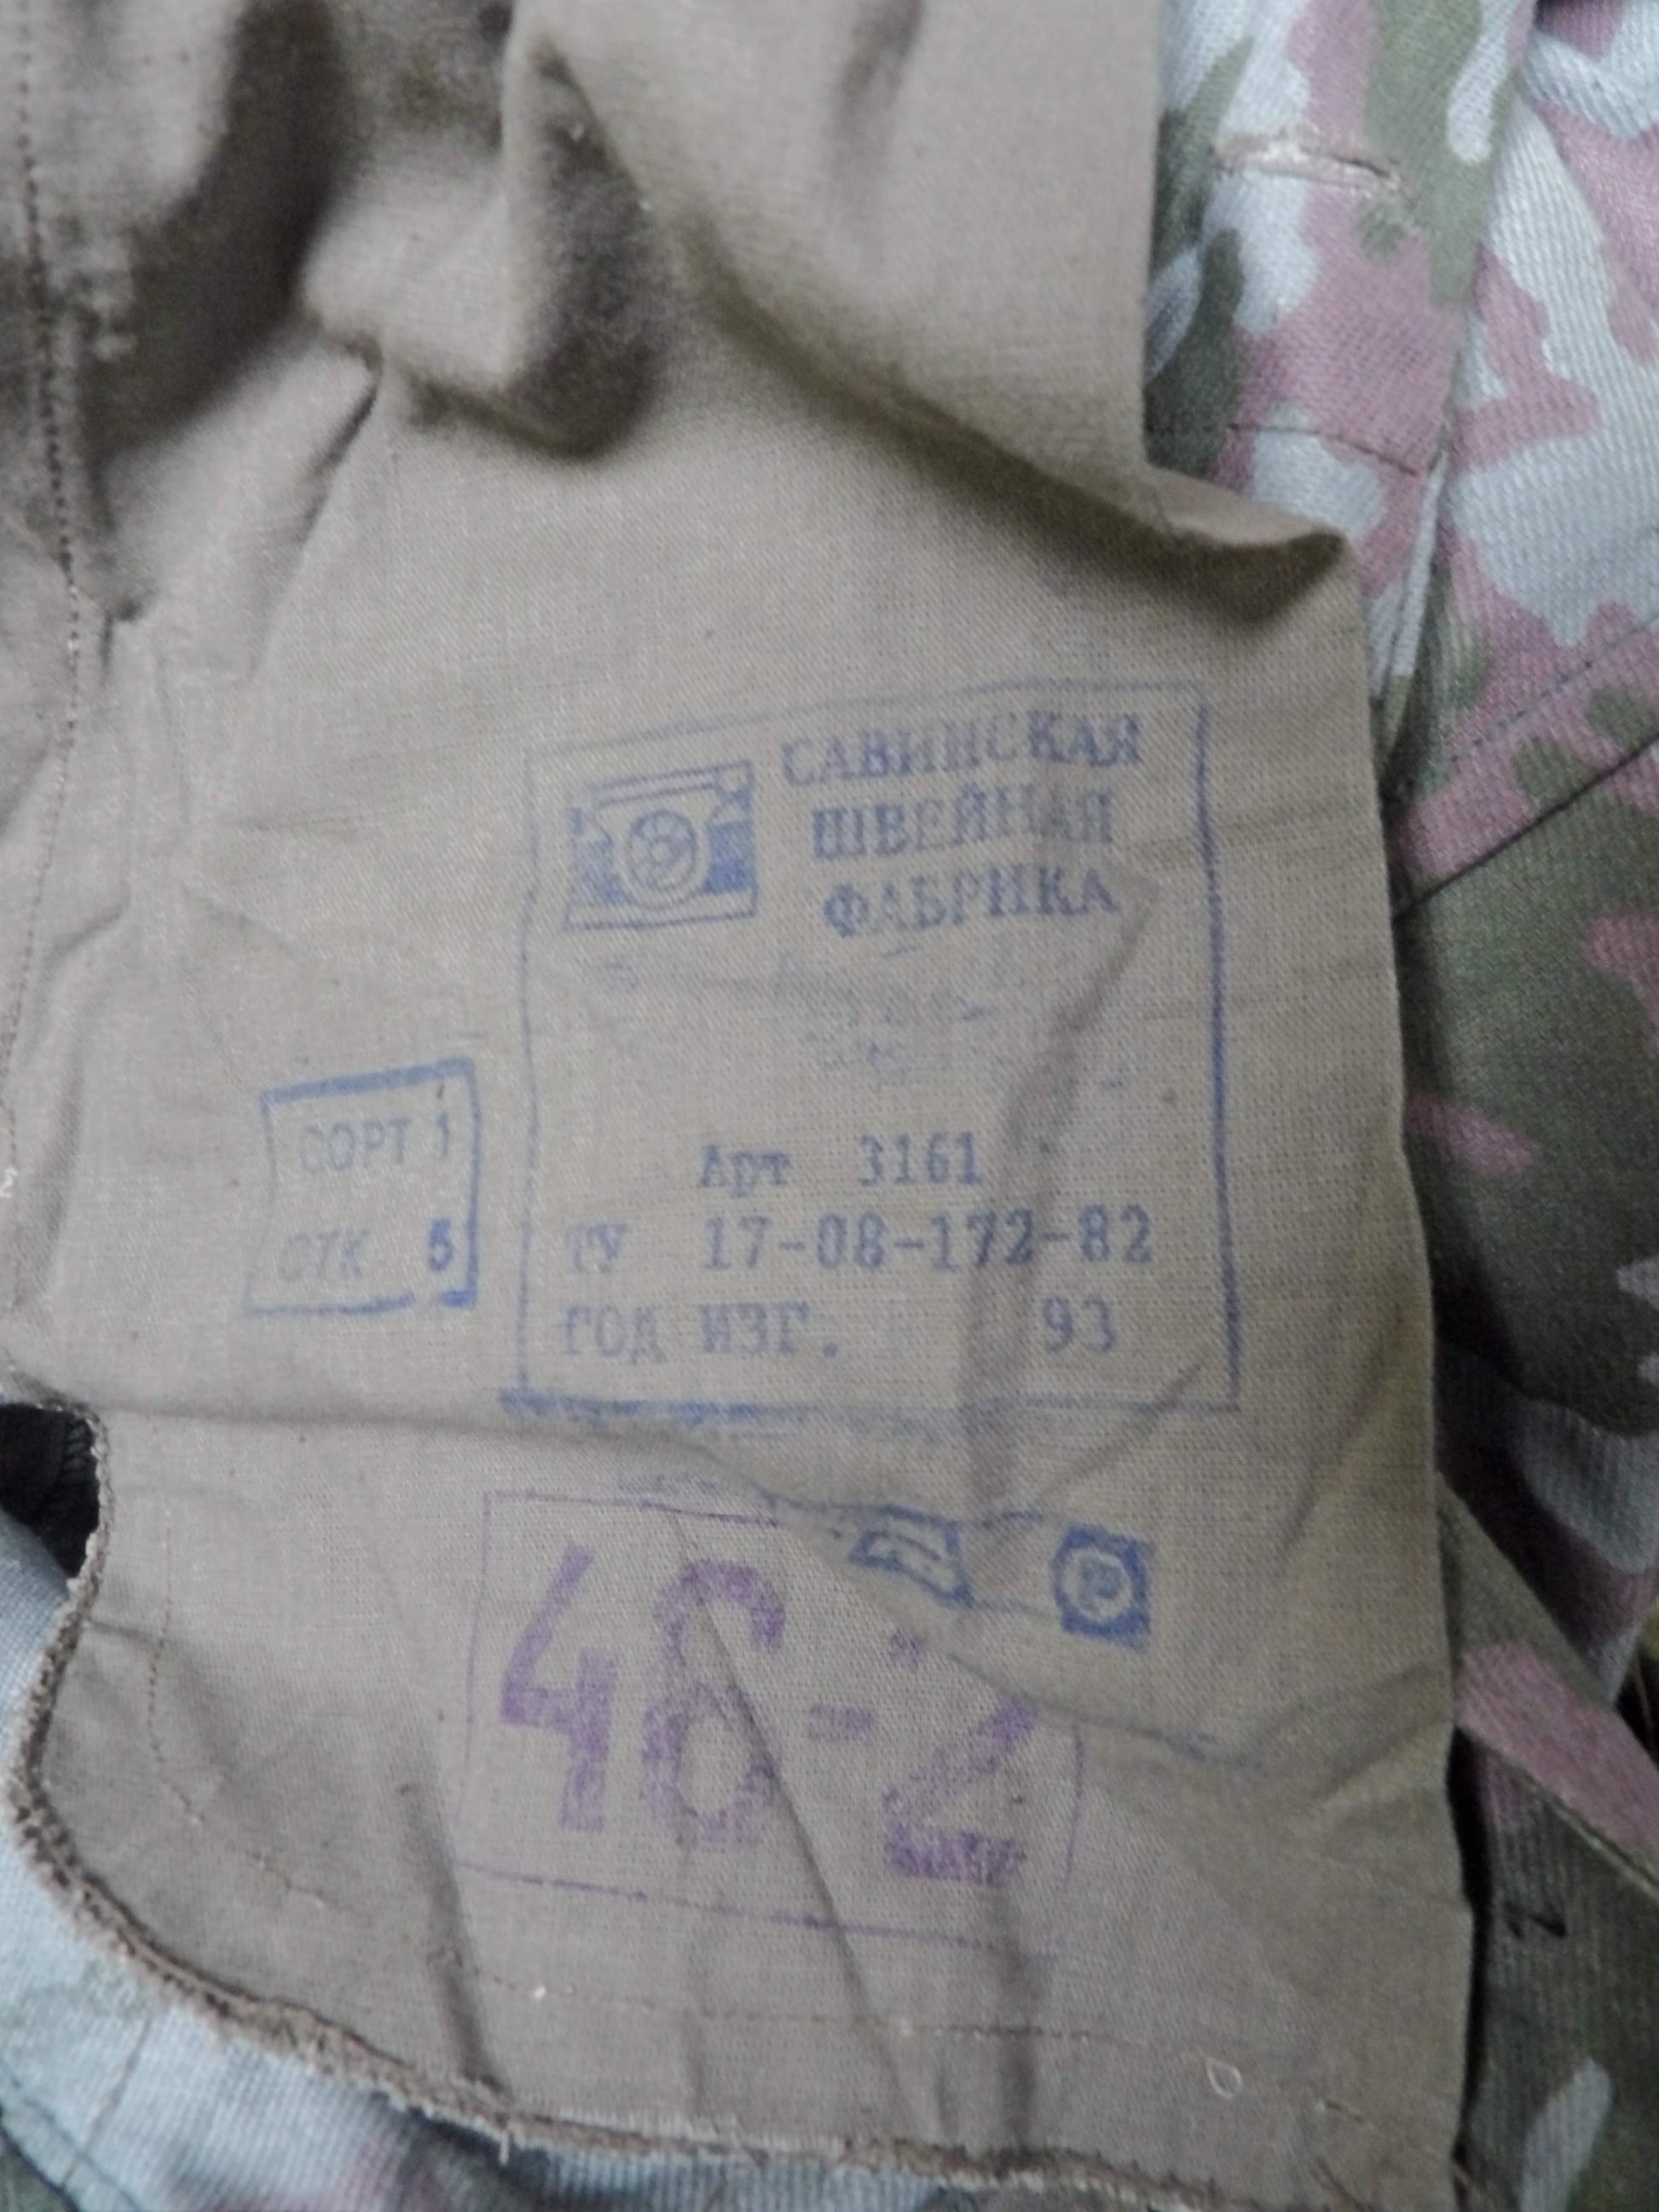 САВИНСКАЯ
ШВЕЙНАЯ
ФАБРИКА
Арт 3161
ТУ 17-08-172-82
ГОД ИЗГ. 93
СОРТ 1
СТК 5
46-2